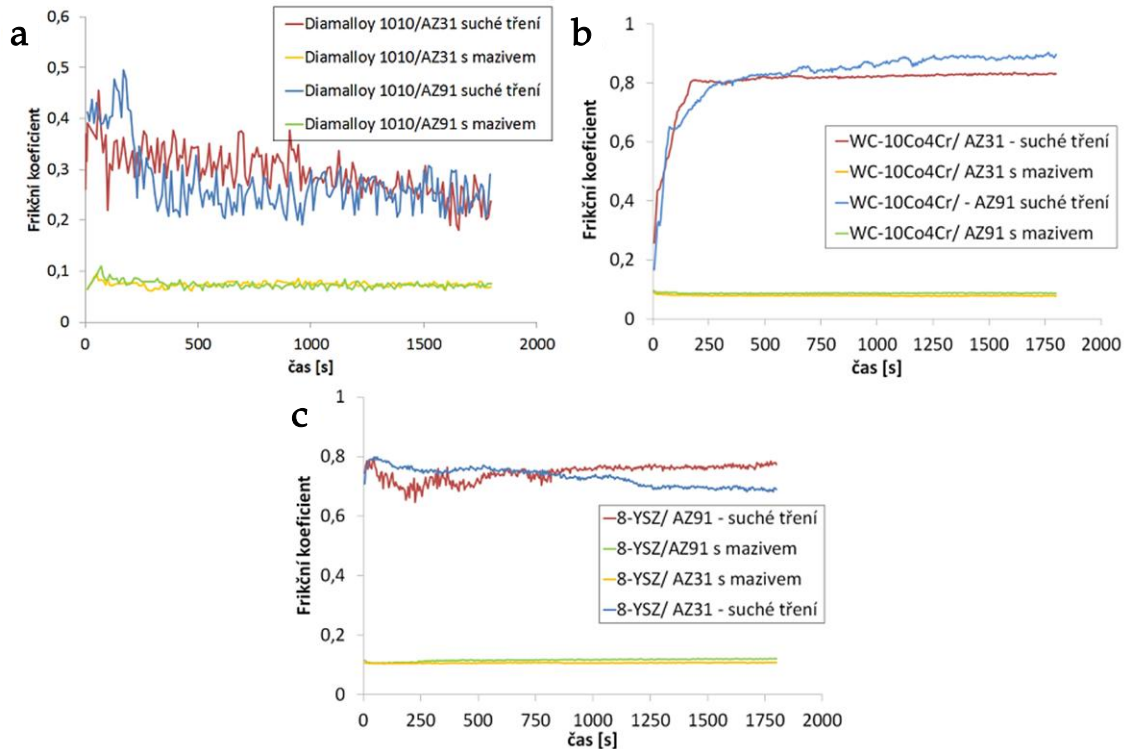 a
0,6
0,5
0,4
0,3
0,2
0,1
0
Frikční koeficient
0 500 1000 1500 2000
čas [s]
Diamalloy 1010/AZ31 suché tření
Diamalloy 1010/AZ31 s mazivem
Diamalloy 1010/AZ91 suché tření
Diamalloy 1010/AZ91 s mazivem
b
1
0,8
0,6
0,4
0,2
0
Frikční koeficient
0 250 500 750 1000 1250 1500 1750 2000
čas [s]
WC-10Co4Cr/ AZ31 - suché tření
WC-10Co4Cr/ AZ31 s mazivem
WC-10Co4Cr/ - AZ91 suché tření
WC-10Co4Cr/ AZ91 s mazivem
c
1
0,8
0,6
0,4
0,2
0
Frikční koeficient
0 250 500 750 1000 1250 1500 1750 2000
čas [s]
8-YSZ/ AZ91 - suché tření
8-YSZ/AZ91 s mazivem
8-YSZ/ AZ31 s mazivem
8-YSZ/ AZ31 - suché tření